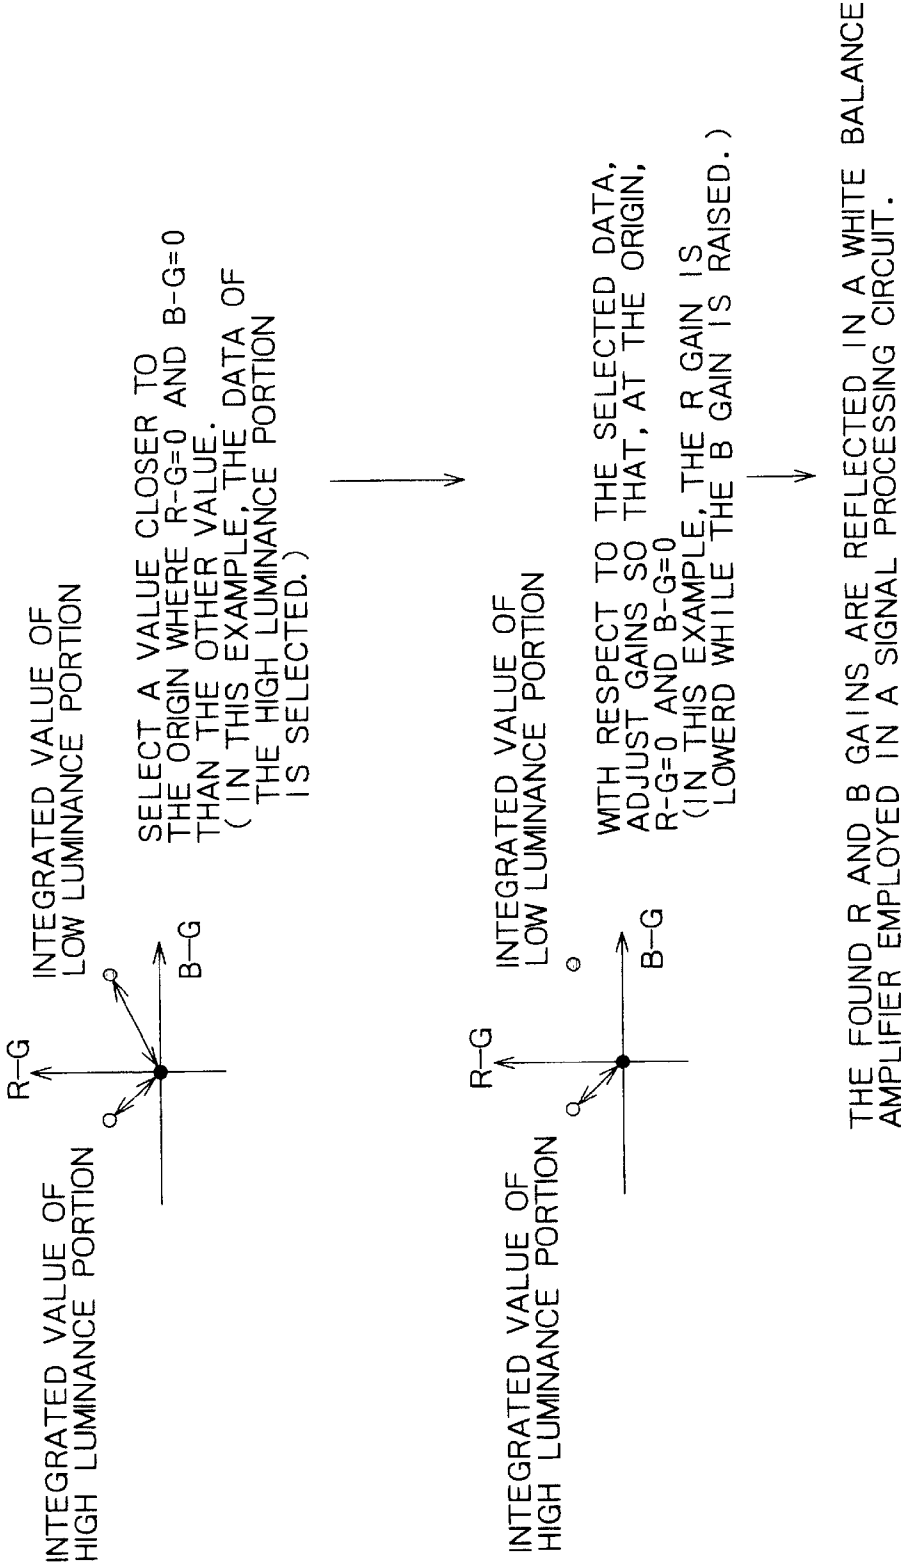 INTEGRATED VALUE OF
HIGH LUMINANCE PORTION
R-G
B-G
INTEGRATED VALUE OF
LOW LUMINANCE PORTION
SELECT A VALUE CLOSER TO
THE ORIGIN WHERE R-G=0 AND B-G=0
THAN THE OTHER VALUE.
( IN THIS EXAMPLE, THE DATA OF
THE HIGH LUMINANCE PORTION
IS SELECTED. )
INTEGRATED VALUE OF
HIGH LUMINANCE PORTION
R-G
B-G
INTEGRATED VALUE OF
LOW LUMINANCE PORTION
WITH RESPECT TO THE SELECTED DATA,
ADJUST GAINS SO THAT, AT THE ORIGIN,
R-G=0 AND B-G=0
(IN THIS EXAMPLE, THE R GAIN IS
LOWERD WHILE THE B GAIN IS RAISED. )
THE FOUND R AND B GAINS ARE REFLECTED IN A WHITE BALANCE
AMPLIFIER EMPLOYED IN A SIGNAL PROCESSING CIRCUIT.